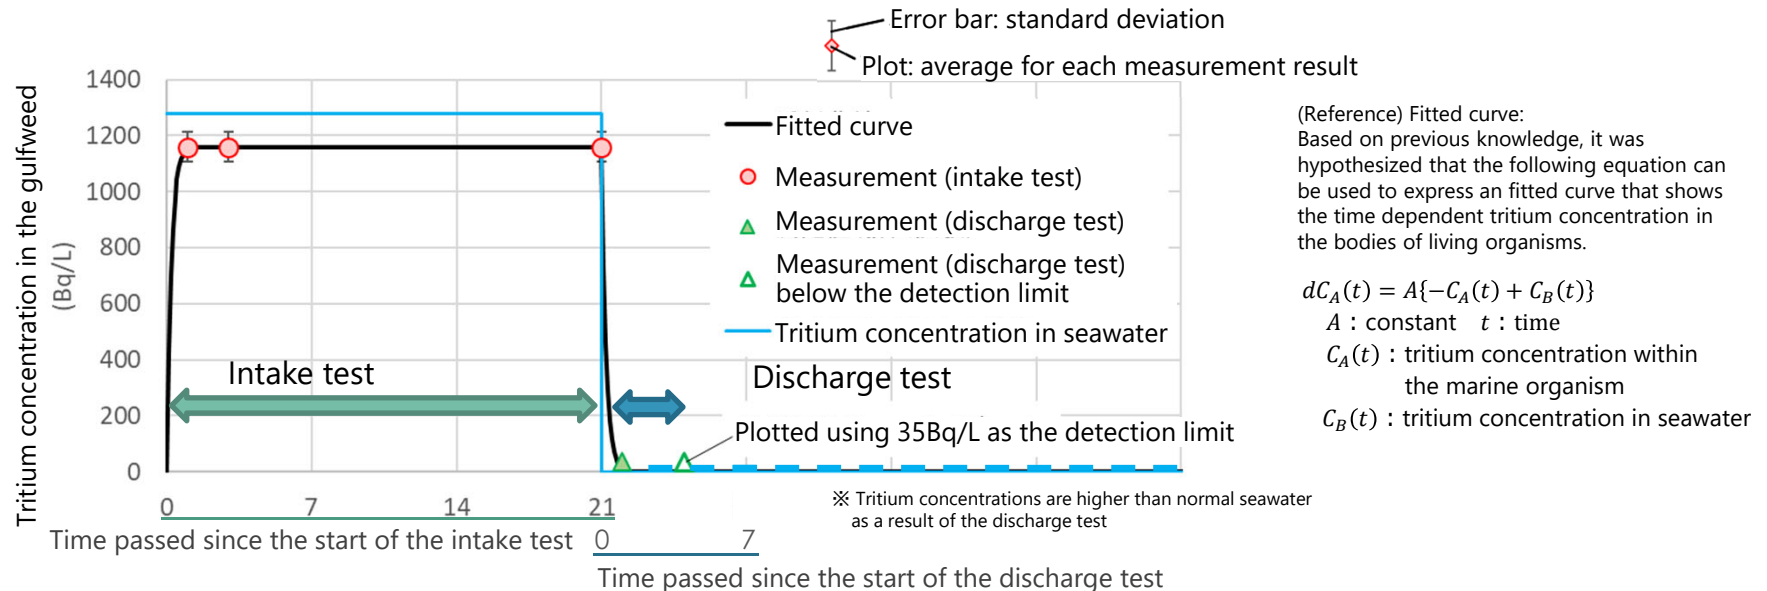 Error bar: standard deviation
Plot: average for each measurement result
Tritium concentration in the gulfweed
(Bq/L)
1400
1200
1000
800
600
400
200
0
Fitted curve
Measurement (intake test)
Measurement (discharge test)
Measurement (discharge test)
below the detection limit
Tritium concentration in seawater
Intake test
Discharge test
Plotted using 35Bq/L as the detection limit
0 7 14 21
※ Tritium concentrations are higher than normal seawater
as a result of the discharge test
Time passed since the start of the intake test
0 7
Time passed since the start of the discharge test
(Reference) Fitted curve:
Based on previous knowledge, it was
hypothesized that the following equation can
be used to express an fitted curve that shows
the time dependent tritium concentration in
the bodies of living organisms.
dC_A(t) = A{−C_A(t) + C_B(t)}
A : constant t : time
C_A(t) : tritium concentration within
the marine organism
C_B(t) : tritium concentration in seawater